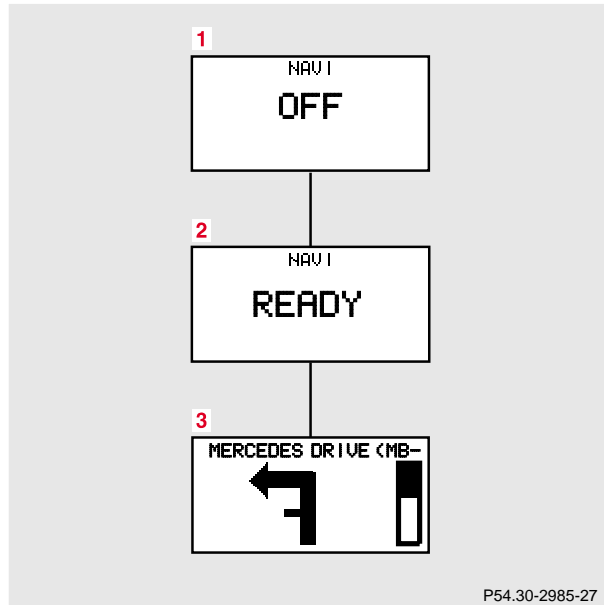 1
NAVI
OFF
2
NAVI
READY
3
MERCEDES DRIVE (MB-
P54.30-2985-27